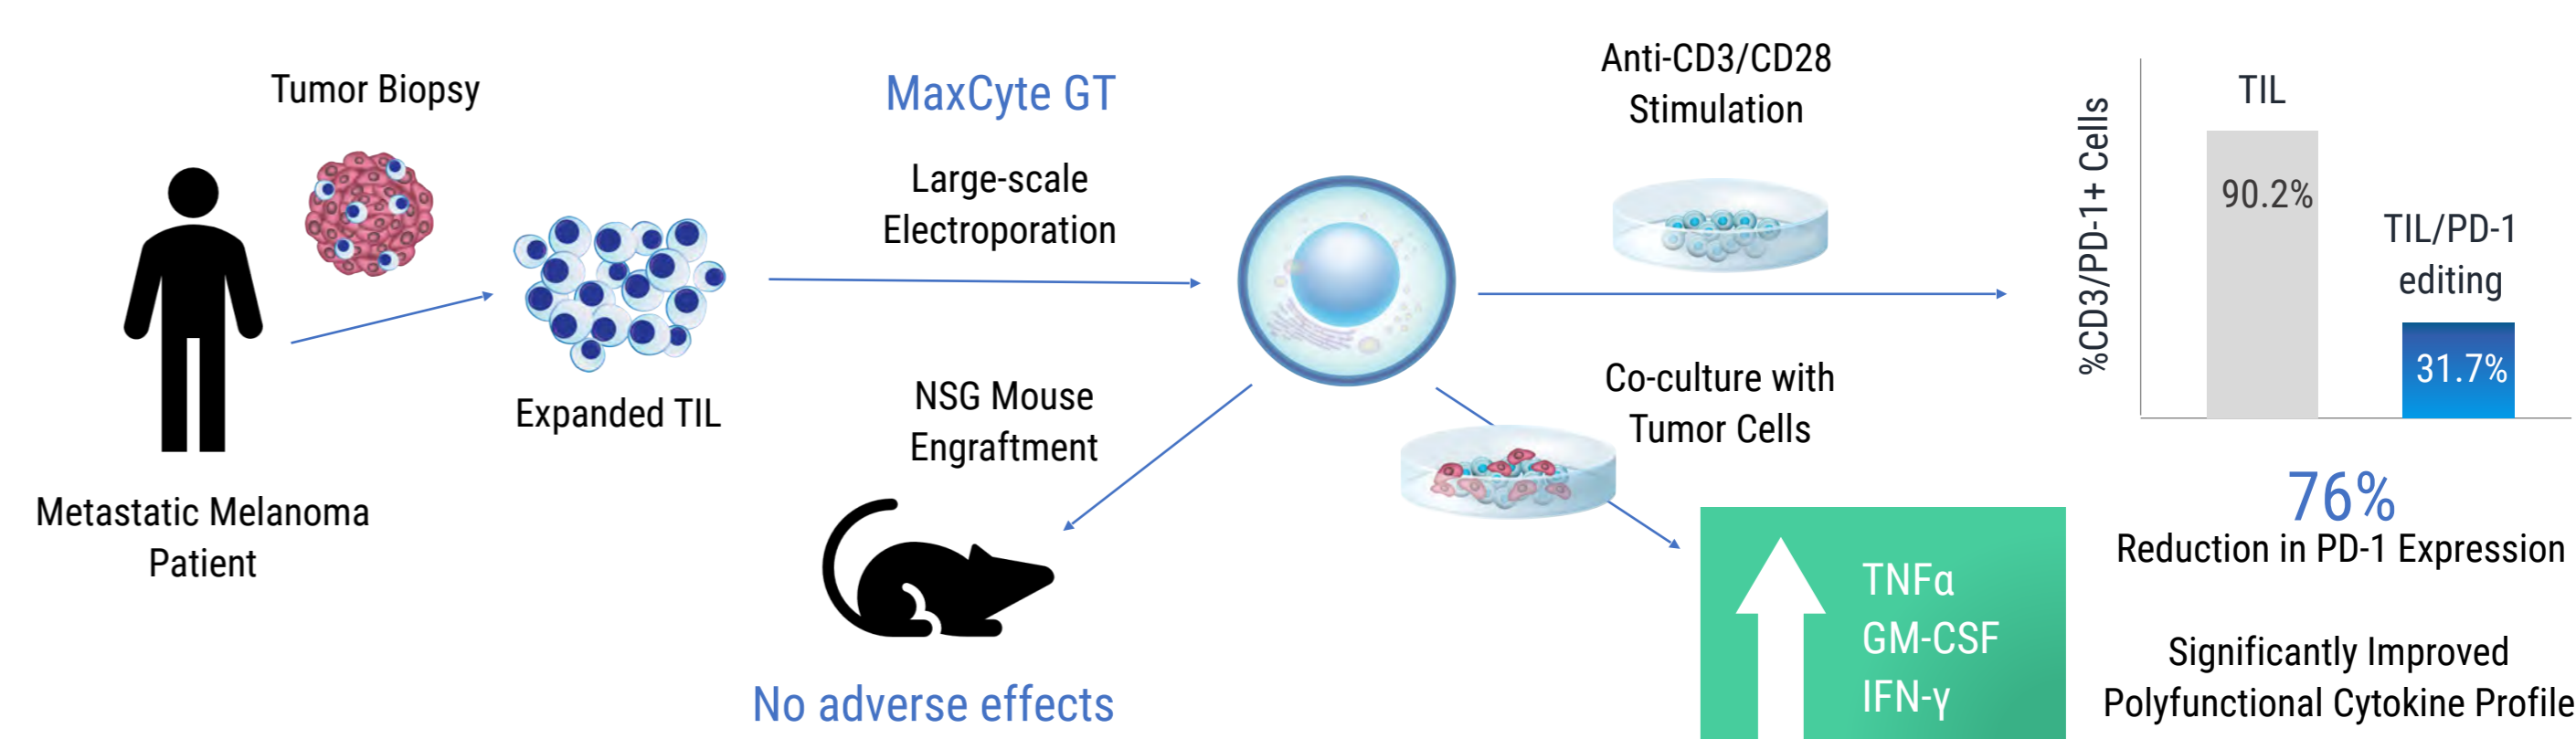 Tumor Biopsy
Metastatic Melanoma
Patient
Expanded TIL
MaxCyte GT
Large-scale
Electroporation
NSG Mouse
Engraftment
No adverse effects
Anti-CD3/CD28
Stimulation
Co-culture with
Tumor Cells
TNFα
GM-CSF
IFN-γ
%CD3/PD-1+ Cells
TIL
90.2%
TIL/PD-1
editing
31.7%
76%
Reduction in PD-1 Expression
Significantly Improved
Polyfunctional Cytokine Profile